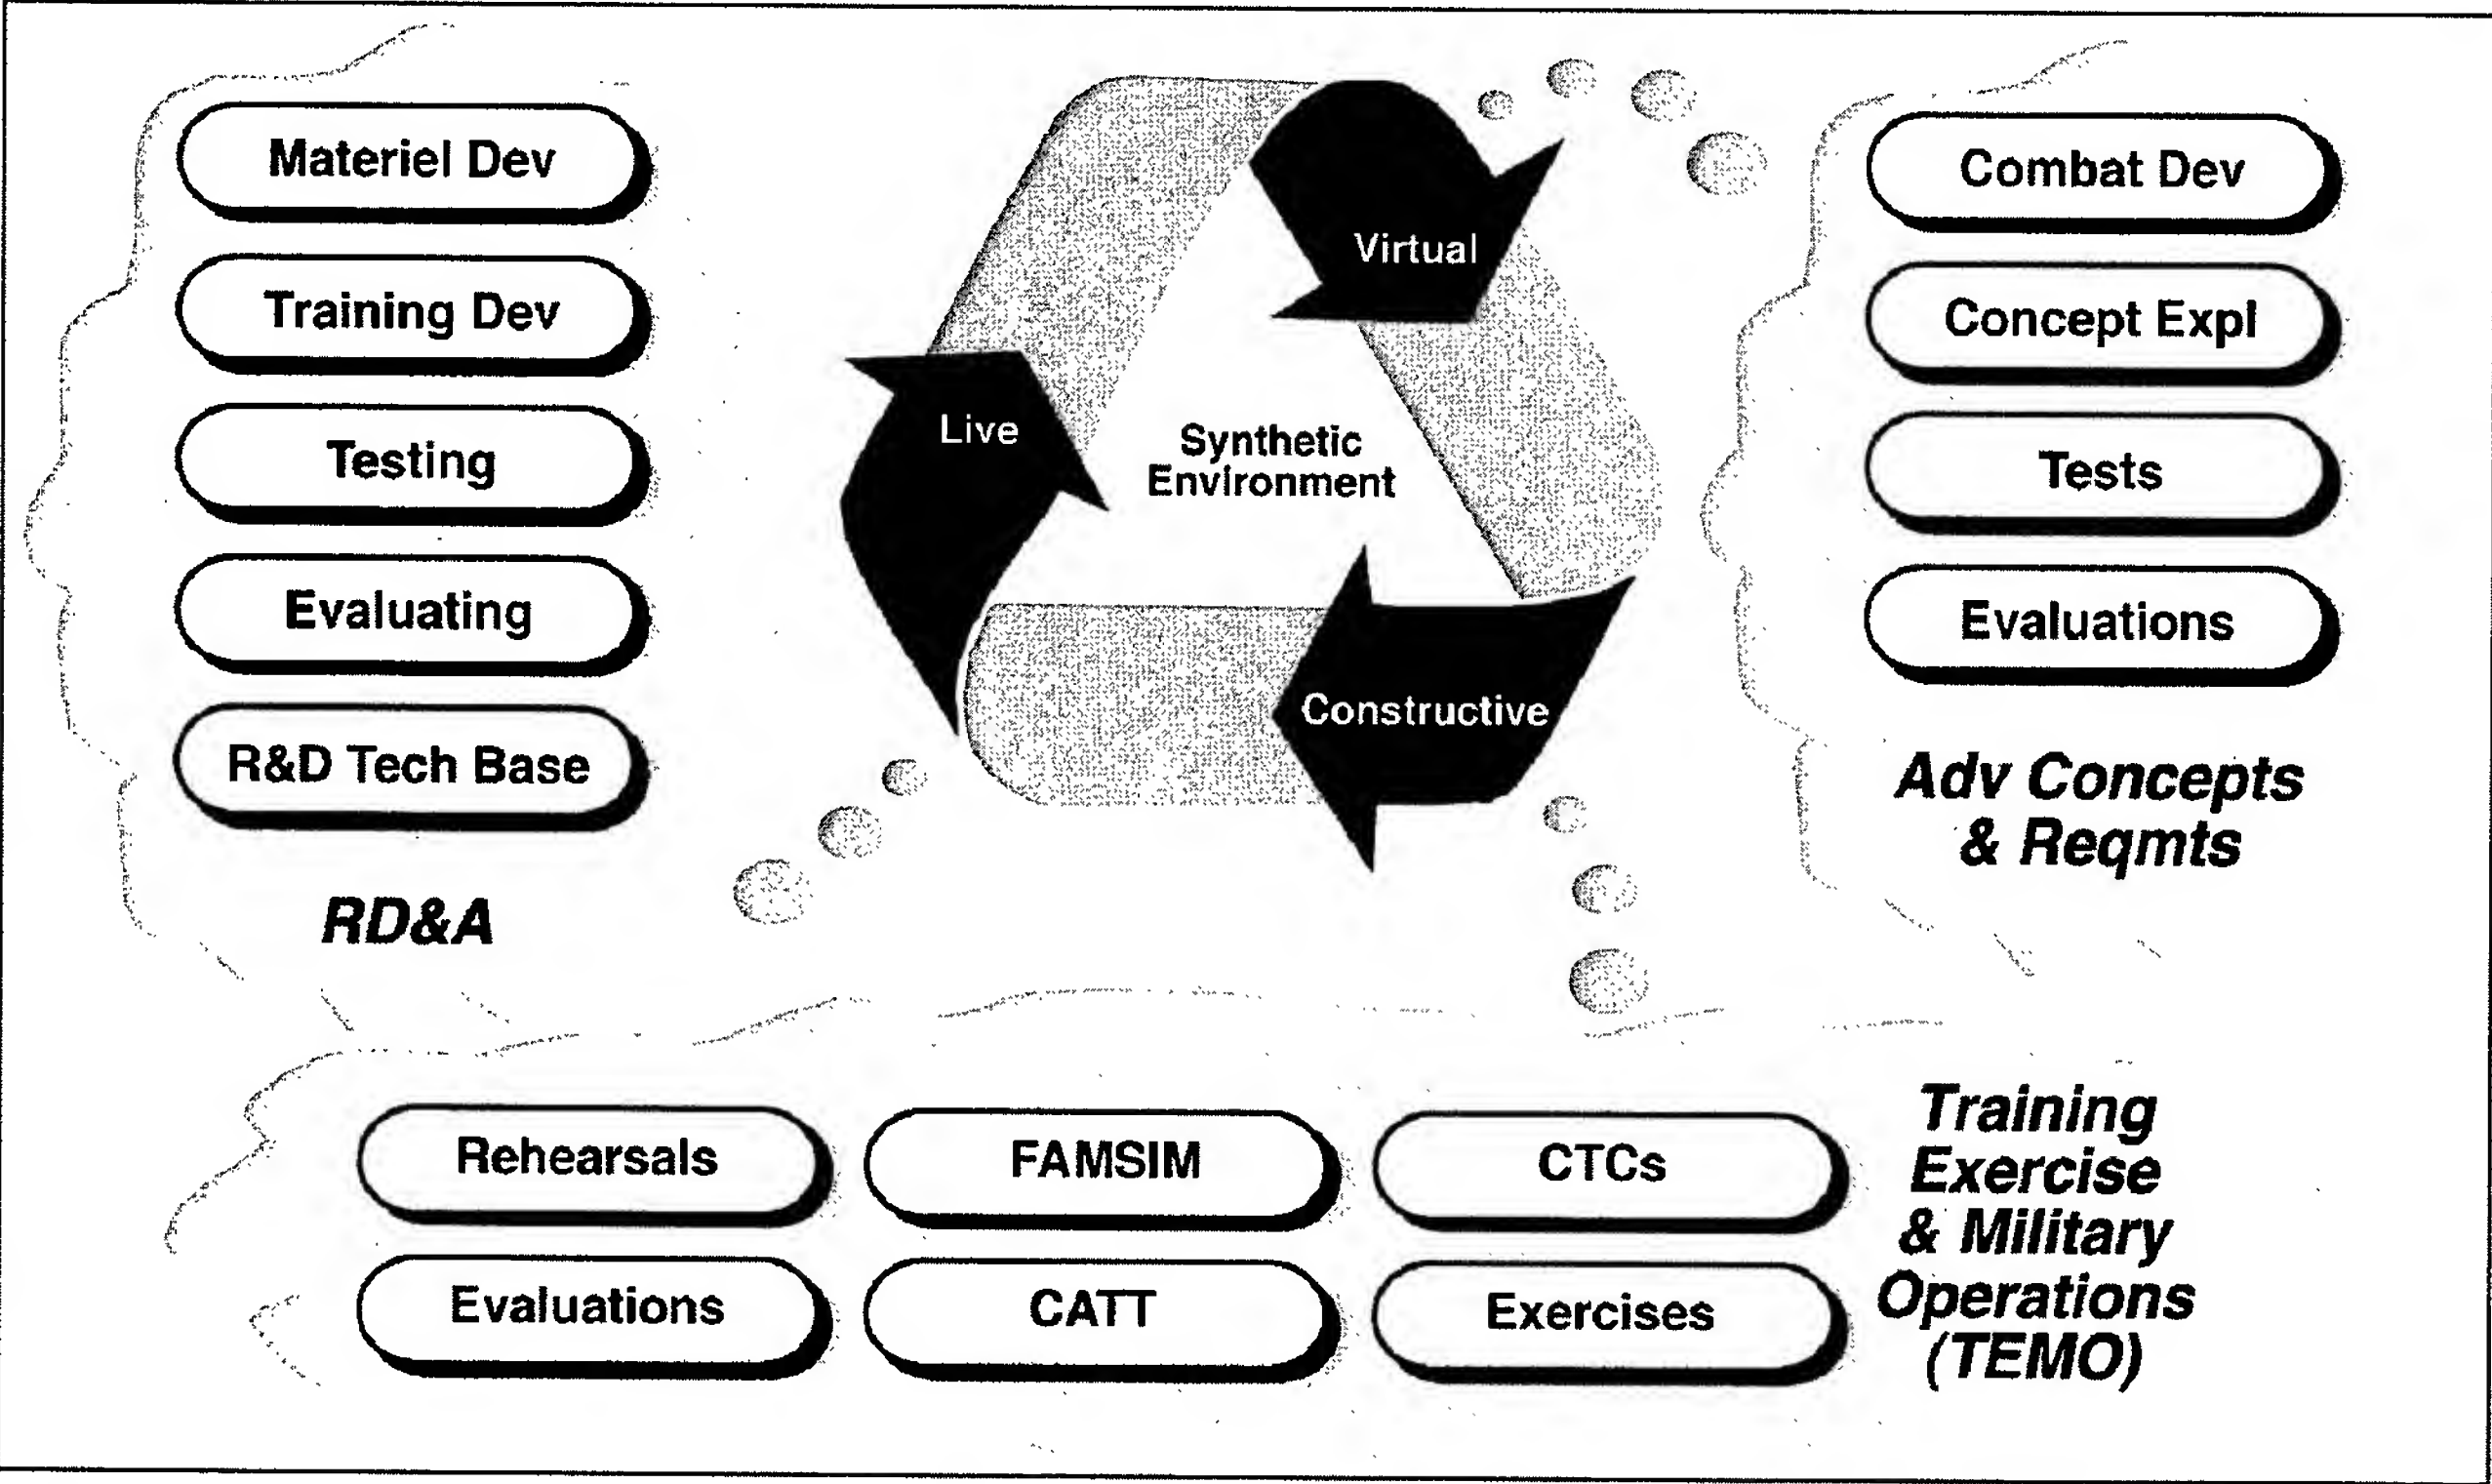 Materiel Dev
Training Dev
Testing
Evaluating
R&D Tech Base
RD&A
Virtual
Live
Synthetic
Environment
Constructive
Combat Dev
Concept Expl
Tests
Evaluations
Adv Concepts
& Reqmts
Rehearsals
FAMSIM
CTCs
Evaluations
CATT
Exercises
Training
Exercise
& Military
Operations
(TEMO)